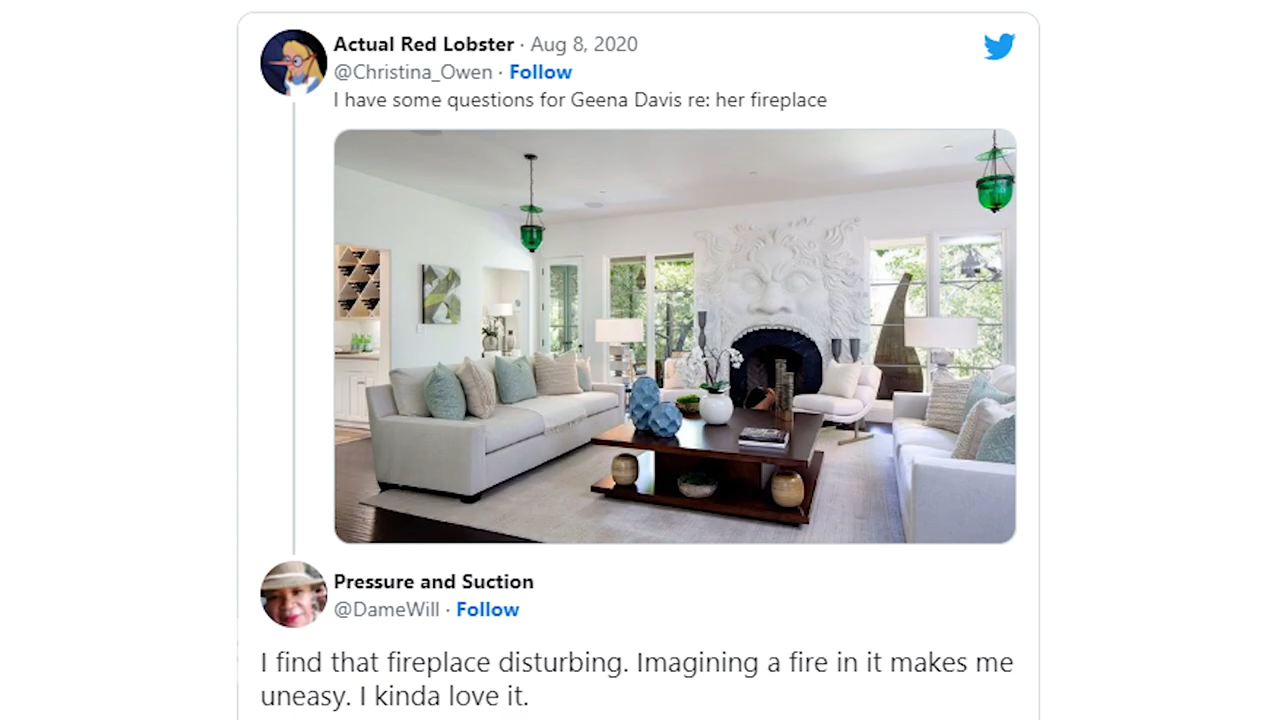 Actual Red Lobster · Aug 8, 2020
@Christina_Owen · Follow
I have some questions for Geena Davis re: her fireplace
Pressure and Suction
@DameWill · Follow
I find that fireplace disturbing. Imagining a fire in it makes me
uneasy. I kinda love it.